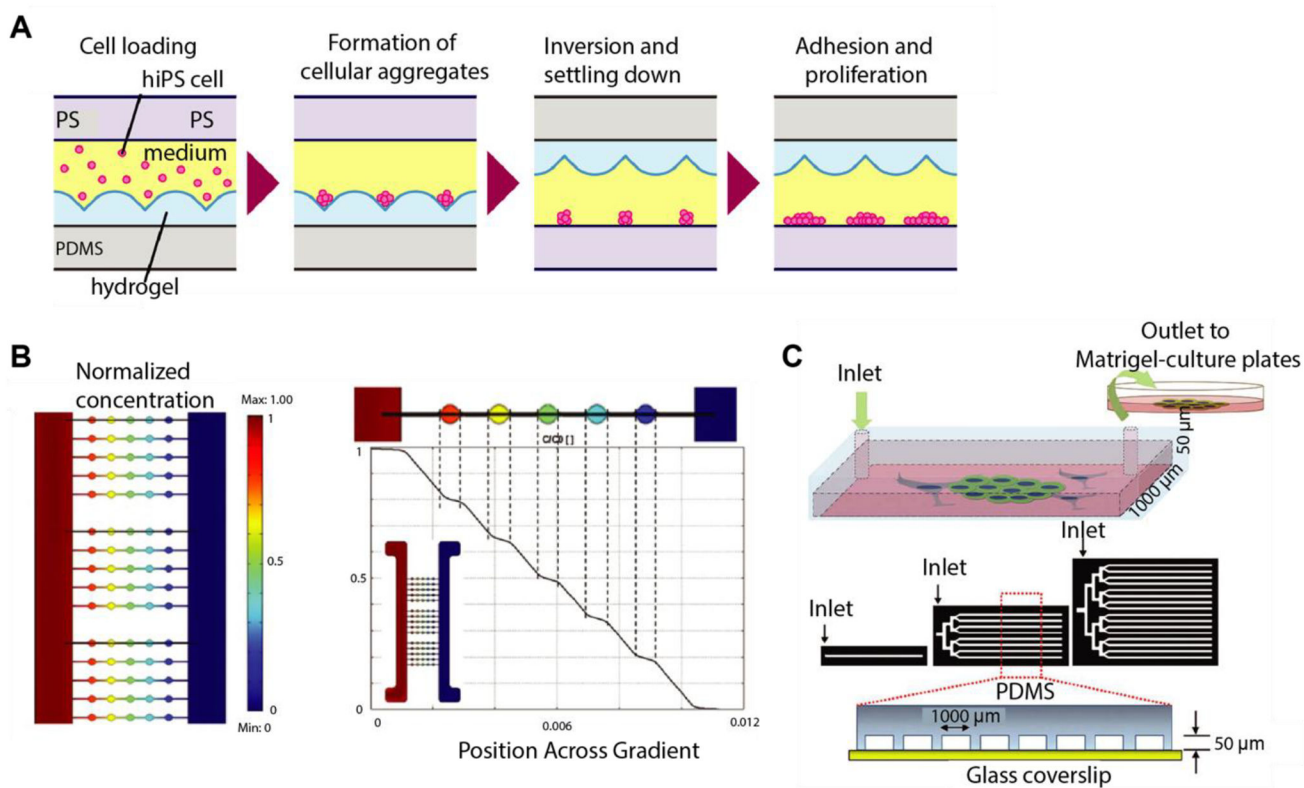 A
Cell loading
hiPS cell
PS
PS
medium
PDMS
hydrogel
Formation of
cellular aggregates
Inversion and
settling down
Adhesion and
proliferation
B
Normalized
concentration
Max: 1.00
1
0.5
0
Min: 0
1
0.5
0
0
0.006
0.012
Position Across Gradient
C
Outlet to
Matrigel-culture plates
Inlet
50 µm
1000 µm
Inlet
Inlet
Inlet
PDMS
1000 µm
50 µm
Glass coverslip